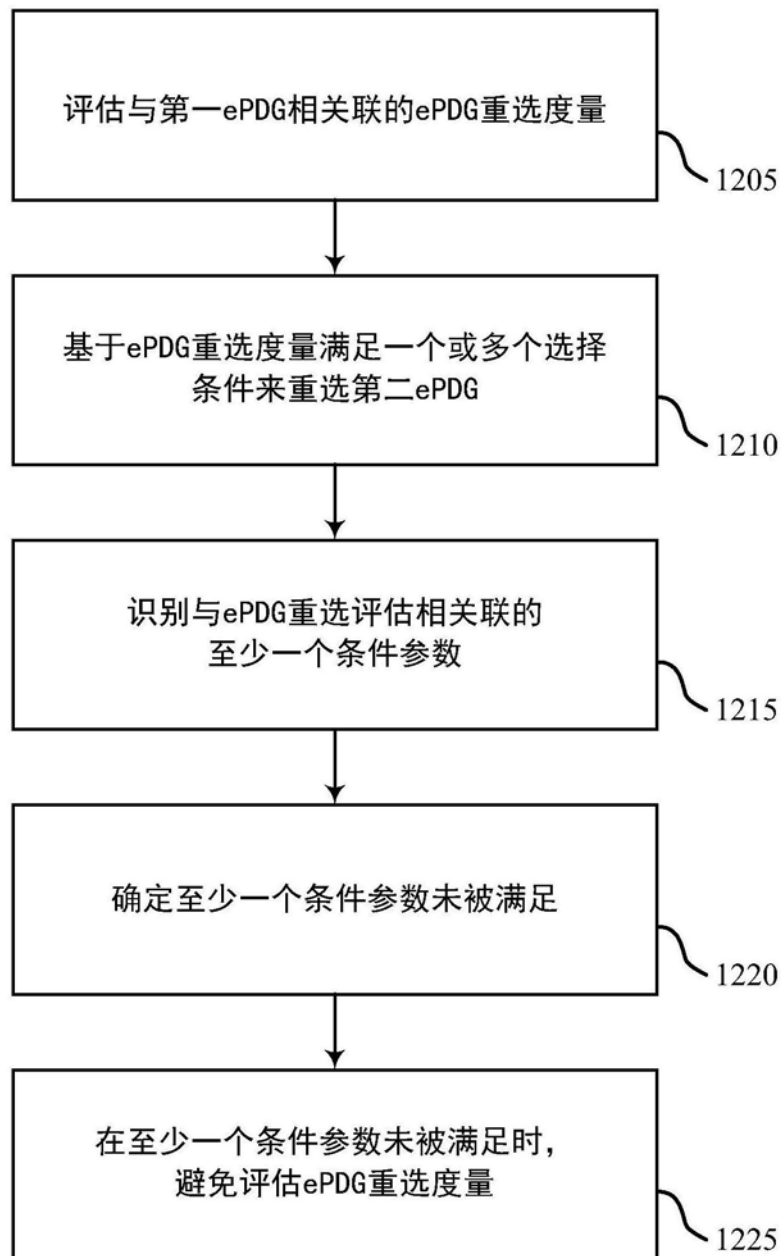 评估与第一ePDG相关联的ePDG重选度量
1205
基于ePDG重选度量满足一个或多个选择
条件来重选第二ePDG
1210
识别与ePDG重选评估相关联的
至少一个条件参数
1215
确定至少一个条件参数未被满足
1220
在至少一个条件参数未被满足时，
避免评估ePDG重选度量
1225